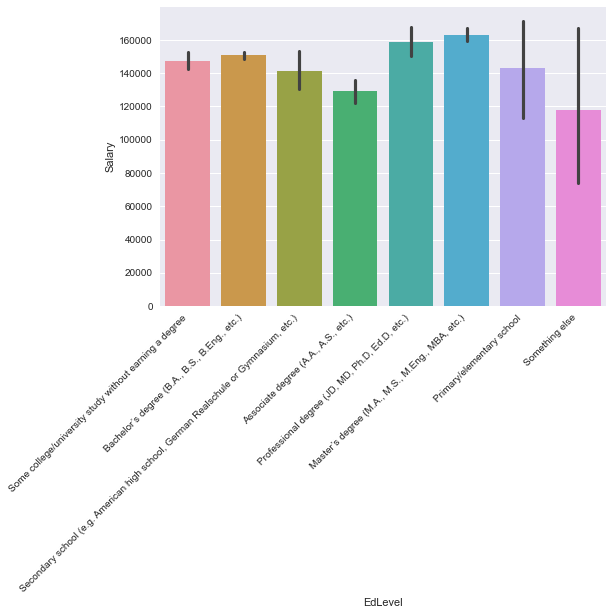 160000
140000
120000
100000
80000
60000
40000
20000
0
Salary
Some college/university study without earning a degree
Bachelor’s degree (B.A., B.S., B.Eng., etc.)
Secondary school (e.g. American high school, German Realschule or Gymnasium, etc.)
Associate degree (A.A., A.S., etc.)
Professional degree (JD, MD, Ph.D, Ed.D, etc.)
Master’s degree (M.A., M.S., M.Eng., MBA, etc.)
Primary/elementary school
Something else
EdLevel